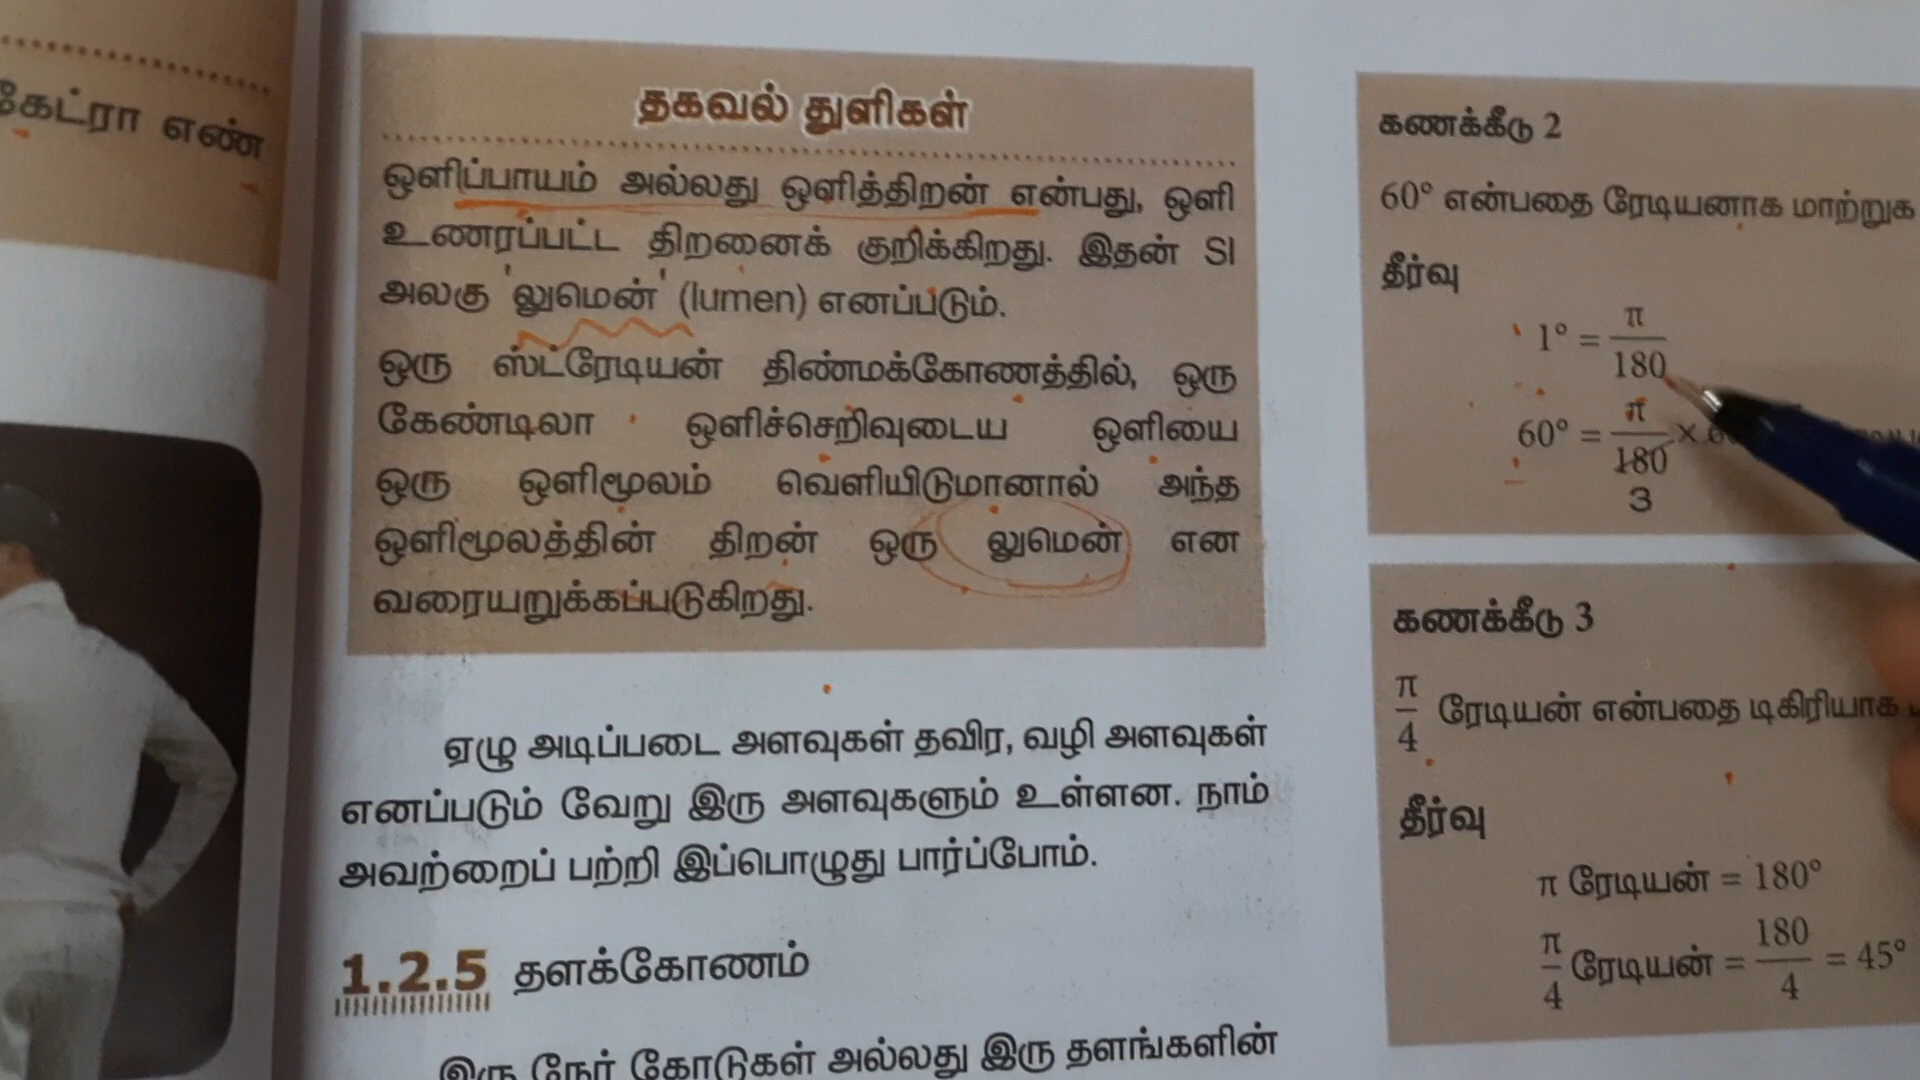 கேட்ரா எண்
தகவல் துளிகள்
ஒளிப்பாயம் அல்லது ஒளித்திறன் என்பது, ஒளி
உணரப்பட்ட திறனைக் குறிக்கிறது. இதன் SI
அலகு 'லுமென்' (lumen) எனப்படும்.
ஒரு ஸ்ட்ரேடியன் திண்மக்கோணத்தில், ஒரு
கேண்டிலா ஒளிச்செறிவுடைய ஒளியை
ஒரு ஒளிமூலம் வெளியிடுமானால் அந்த
ஒளிமூலத்தின் திறன் ஒரு லுமென் என
வரையறுக்கப்படுகிறது.
ஏழு அடிப்படை அளவுகள் தவிர, வழி அளவுகள்
எனப்படும் வேறு இரு அளவுகளும் உள்ளன. நாம்
அவற்றைப் பற்றி இப்பொழுது பார்ப்போம்.
1.2.5 தளக்கோணம்
இரு நேர் கோடுகள் அல்லது இரு தளங்களின்
கணக்கீடு 2
60° என்பதை ரேடியனாக மாற்றுக
தீர்வு
1° = π/180
60° = π/180 ×
3
கணக்கீடு 3
π/4 ரேடியன் என்பதை டிகிரியாக
தீர்வு
π ரேடியன் = 180°
π/4 ரேடியன் = 180/4 = 45°